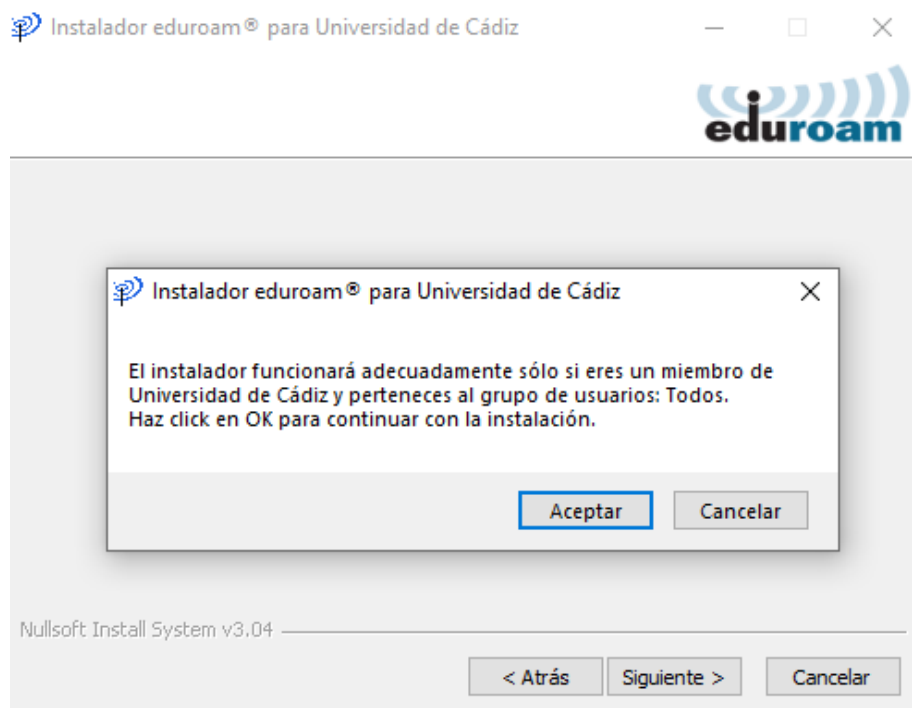 Instalador eduroam® para Universidad de Cádiz
eduroam
Instalador eduroam® para Universidad de Cádiz
El instalador funcionará adecuadamente sólo si eres un miembro de
Universidad de Cádiz y perteneces al grupo de usuarios: Todos.
Haz click en OK para continuar con la instalación.
Aceptar Cancelar
Nullsoft Install System v3.04
< Atrás Siguiente > Cancelar